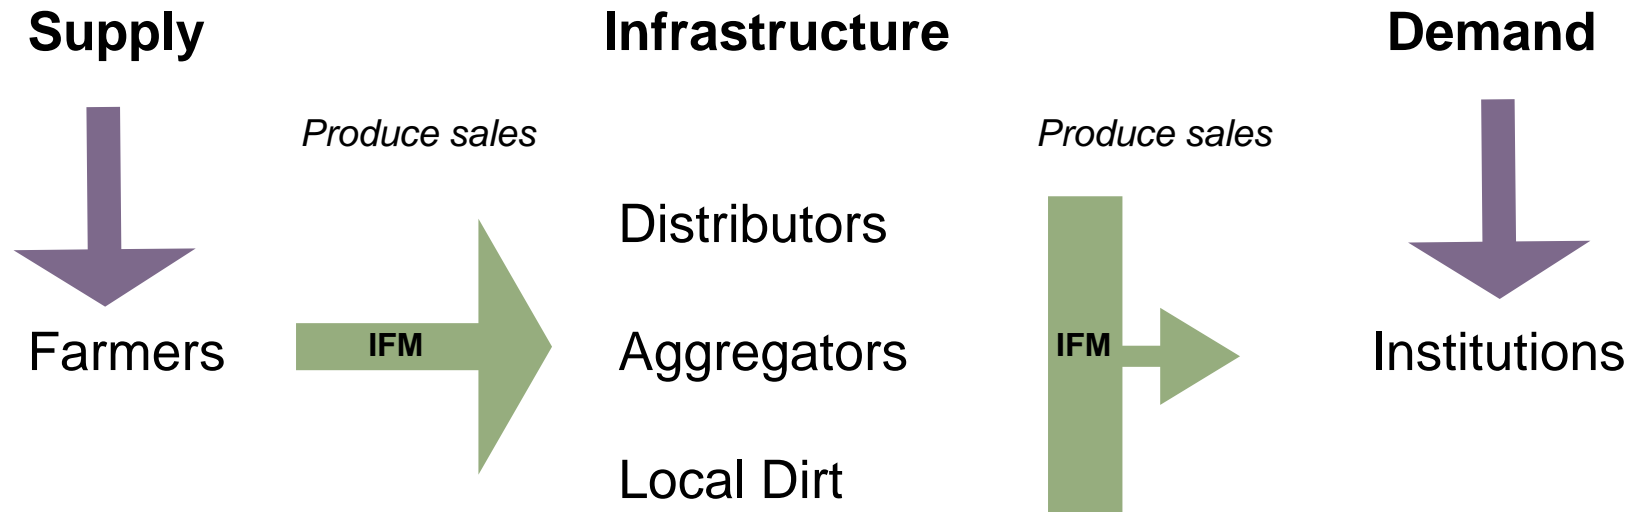 Supply
Infrastructure
Demand
Produce sales
Produce sales
Distributors
Farmers
IFM
Aggregators
IFM
Institutions
Local Dirt